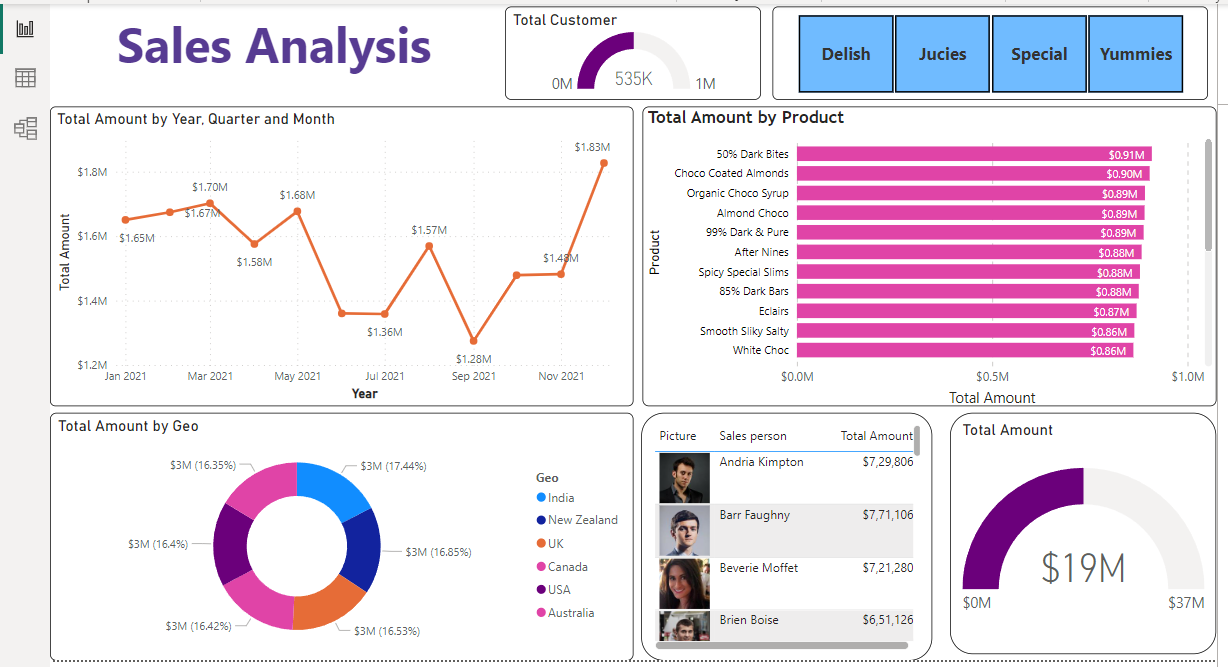 Sales Analysis
Total Customer
535K
0M
1M
Delish
Jucies
Special
Yummies
Total Amount by Year, Quarter and Month
Total Amount
$1.8M
$1.6M
$1.4M
$1.2M
$1.65M
$1.67M
$1.70M
$1.58M
$1.68M
$1.36M
$1.57M
$1.28M
$1.48M
$1.83M
Jan 2021
Mar 2021
May 2021
Jul 2021
Sep 2021
Nov 2021
Year
Total Amount by Product
Product
50% Dark Bites $0.91M
Choco Coated Almonds $0.90M
Organic Choco Syrup $0.89M
Almond Choco $0.89M
99% Dark & Pure $0.89M
After Nines $0.88M
Spicy Special Slims $0.88M
85% Dark Bars $0.88M
Eclairs $0.87M
Smooth Sliky Salty $0.86M
White Choc $0.86M
$0.0M
$0.5M
$1.0M
Total Amount
Total Amount by Geo
$3M (16.35%)
$3M (17.44%)
$3M (16.4%)
$3M (16.85%)
$3M (16.42%)
$3M (16.53%)
Geo
India
New Zealand
UK
Canada
USA
Australia
Picture Sales person Total Amount
Andria Kimpton $7,29,806
Barr Faughny $7,71,106
Beverie Moffet $7,21,280
Brien Boise $6,51,126
Total Amount
$19M
$0M
$37M